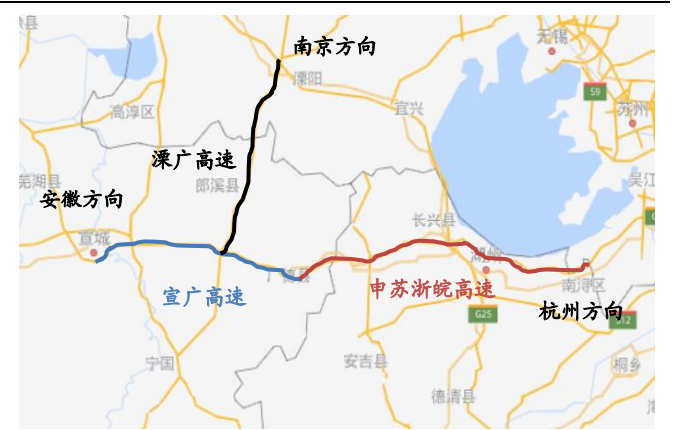 南京方向
无锡
溧阳
S9
高淳区
宜兴
苏州
溧广高速
芜湖县
郎溪县
吴江
安徽方向
长兴县
宣城
湖州
广德县
南浔区
宣广高速
申苏浙皖高速
杭州方向
G25
S12
宁国
安吉县
桐乡
德清县